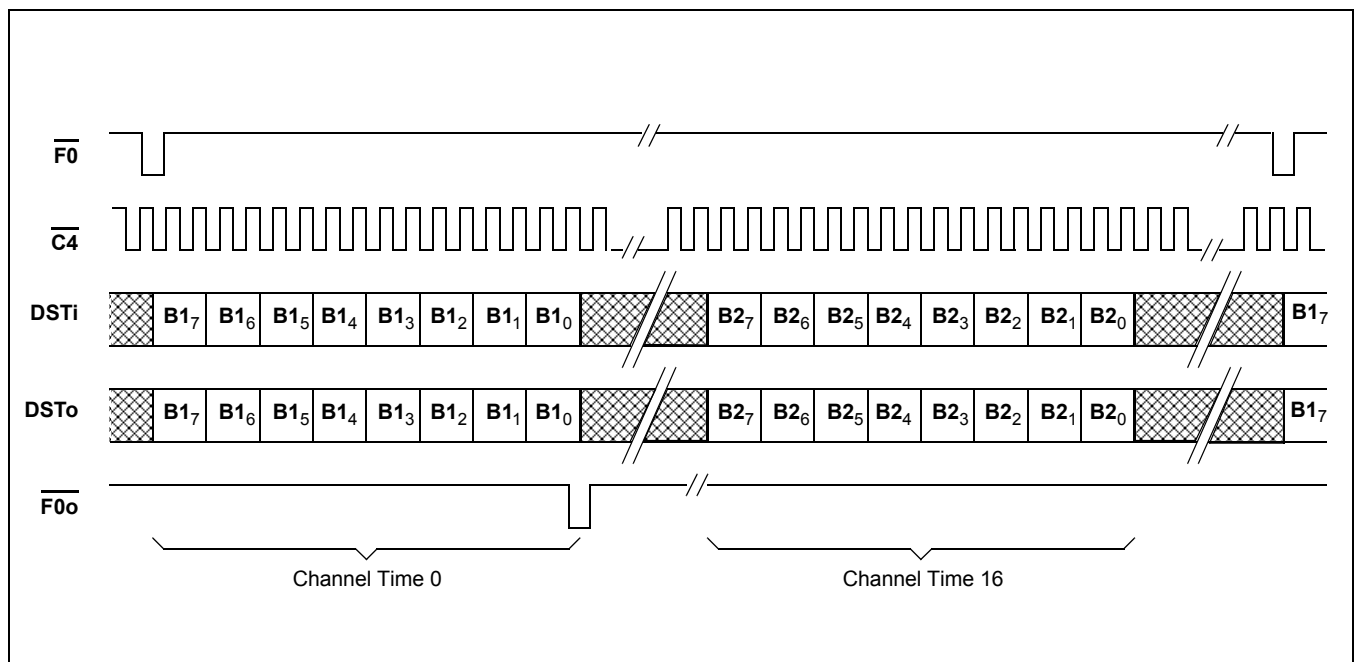 F0
C4
DSTi B1₇ B1₆ B1₅ B1₄ B1₃ B1₂ B1₁ B1₀ B2₇ B2₆ B2₅ B2₄ B2₃ B2₂ B2₁ B2₀ B1₇
DSTo B1₇ B1₆ B1₅ B1₄ B1₃ B1₂ B1₁ B1₀ B2₇ B2₆ B2₅ B2₄ B2₃ B2₂ B2₁ B2₀ B1₇
F0o
Channel Time 0 Channel Time 16